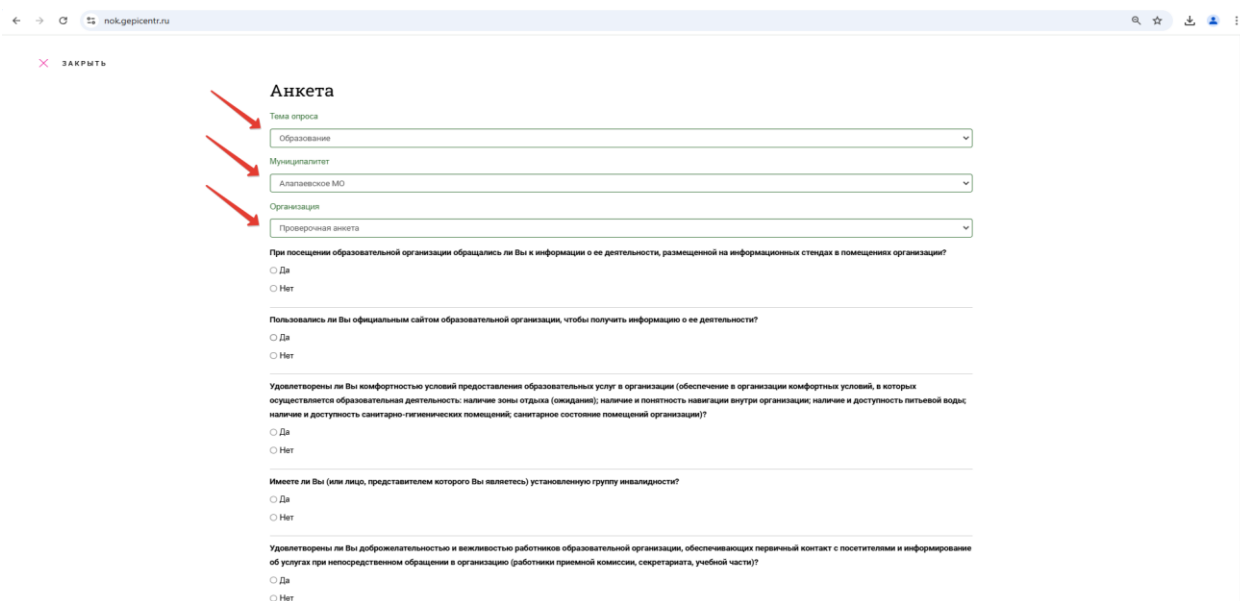 nok.gepicentr.ru
ЗАКРЫТЬ
Анкета
Тема опроса
Образование
Муниципалитет
Алапаевское МО
Организация
Проверочная анкета
При посещении образовательной организации обращались ли Вы к информации о ее деятельности, размещенной на информационных стендах в помещениях организации?
Да
Нет
Пользовались ли Вы официальным сайтом образовательной организации, чтобы получить информацию о ее деятельности?
Да
Нет
Удовлетворены ли Вы комфортностью условий предоставления образовательных услуг в организации (обеспечение в организации комфортных условий, в которых
осуществляется образовательная деятельность: наличие зоны отдыха (ожидания); наличие и понятность навигации внутри организации; наличие и доступность питьевой воды;
наличие и доступность санитарно-гигиенических помещений; санитарное состояние помещений организации)?
Да
Нет
Имеете ли Вы (или лицо, представителем которого Вы являетесь) установленную группу инвалидности?
Да
Нет
Удовлетворены ли Вы доброжелательностью и вежливостью работников образовательной организации, обеспечивающих первичный контакт с посетителями и информирование
об услугах при непосредственном обращении в организацию (работники приемной комиссии, секретариата, учебной части)?
Да
Нет